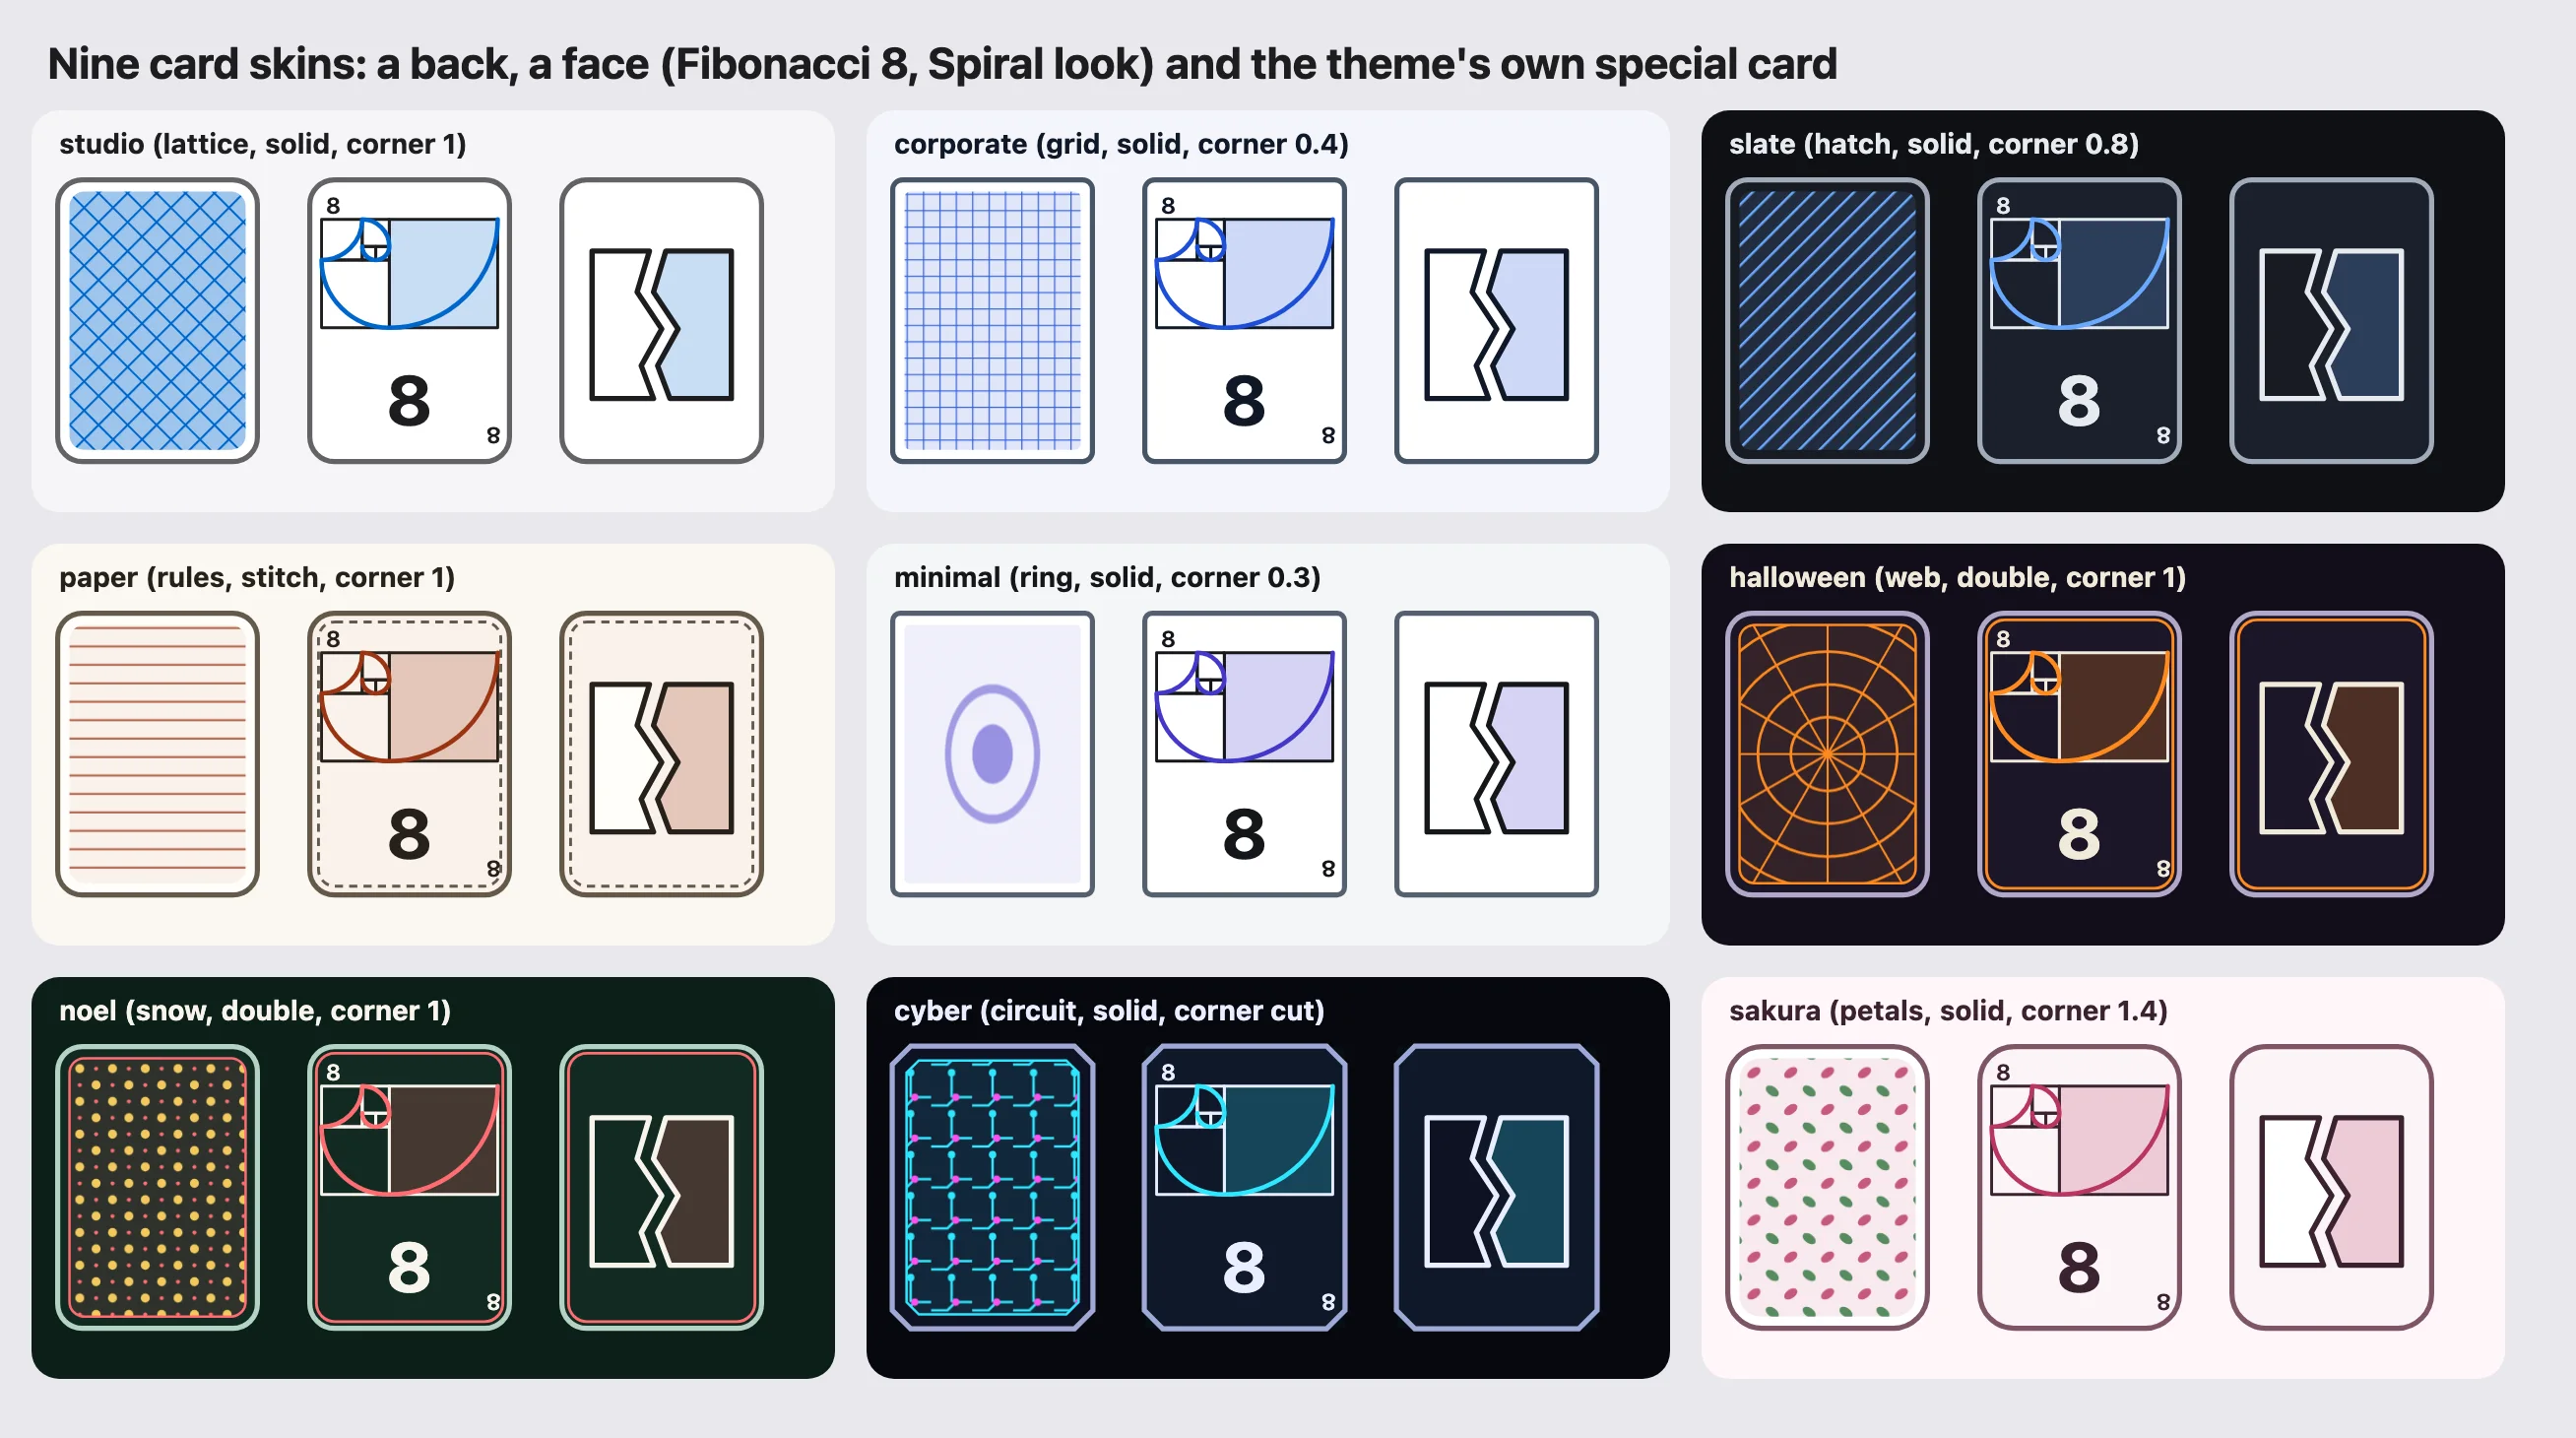 Nine card skins: a back, a face (Fibonacci 8, Spiral look) and the theme's own special card
studio (lattice, solid, corner 1)
8
8
8
corporate (grid, solid, corner 0.4)
8
8
8
slate (hatch, solid, corner 0.8)
8
8
8
paper (rules, stitch, corner 1)
8
8
8
minimal (ring, solid, corner 0.3)
8
8
8
halloween (web, double, corner 1)
8
8
8
noel (snow, double, corner 1)
8
8
8
cyber (circuit, solid, corner cut)
8
8
8
sakura (petals, solid, corner 1.4)
8
8
8